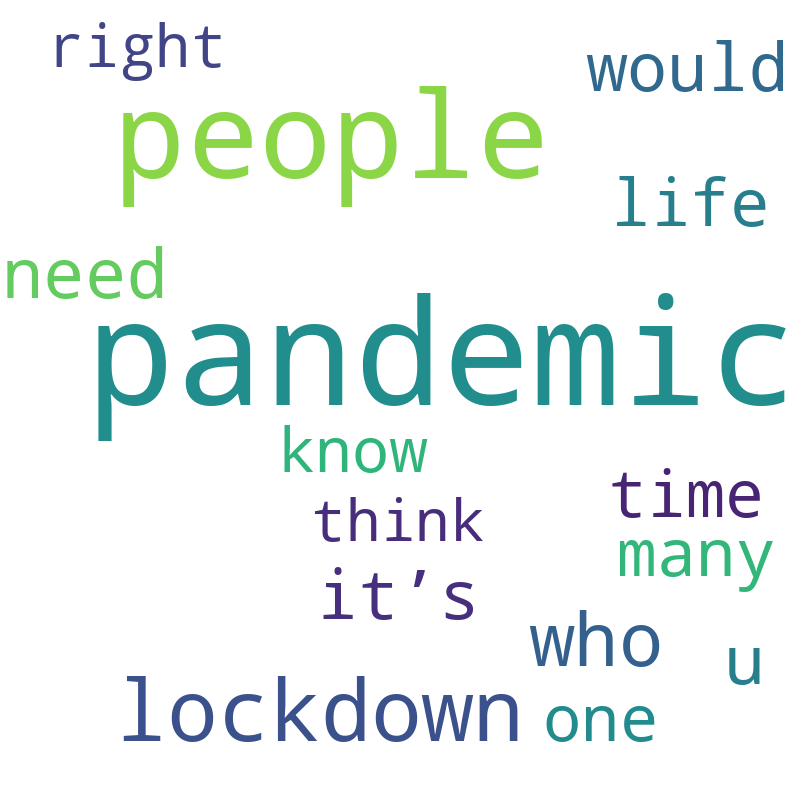 right
would
people
life
need
pandemic
know
time
think
many
it’s
who
u
lockdown
one